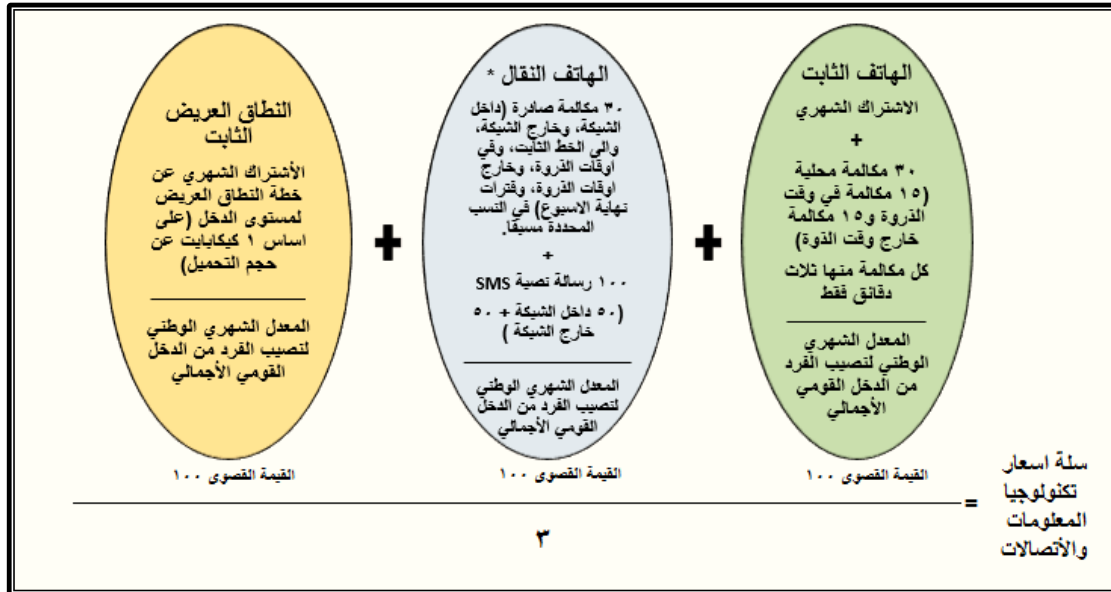 الهاتف الثابت
الاشتراك الشهري
+
٣٠ مكالمة محلية
(١٥ مكالمة في وقت
الذروة و١٥ مكالمة
خارج وقت الذوة)
كل مكالمة منها ثلاث
دقائق فقط
المعدل الشهري
الوطني لنصيب الفرد
من الدخل القومي
الأجمالي
القيمة القصوى ١٠٠
+
الهاتف النقال *
٣٠ مكالمة صادرة (داخل
الشبكة، وخارج الشبكة،
والى الخط الثابت، وفي
اوقات الذروة، وخارج
اوقات الذروة، وفترات
نهاية الاسبوع) في النسب
المحددة مسبقا.
+
١٠٠ رسالة نصية SMS
(٥٠ داخل الشبكة + ٥٠
خارج الشبكة )
المعدل الشهري الوطني
لنصيب الفرد من الدخل
القومي الأجمالي
القيمة القصوى ١٠٠
+
النطاق العريض
الثابت
الأشتراك الشهري عن
خطة النطاق العريض
لمستوى الدخل (على
اساس ١ كيكابايت عن
حجم التحميل)
المعدل الشهري الوطني
لنصيب الفرد من الدخل
القومي الأجمالي
القيمة القصوى ١٠٠
٣
=
سلة اسعار
تكنولوجيا
المعلومات
والأتصالات